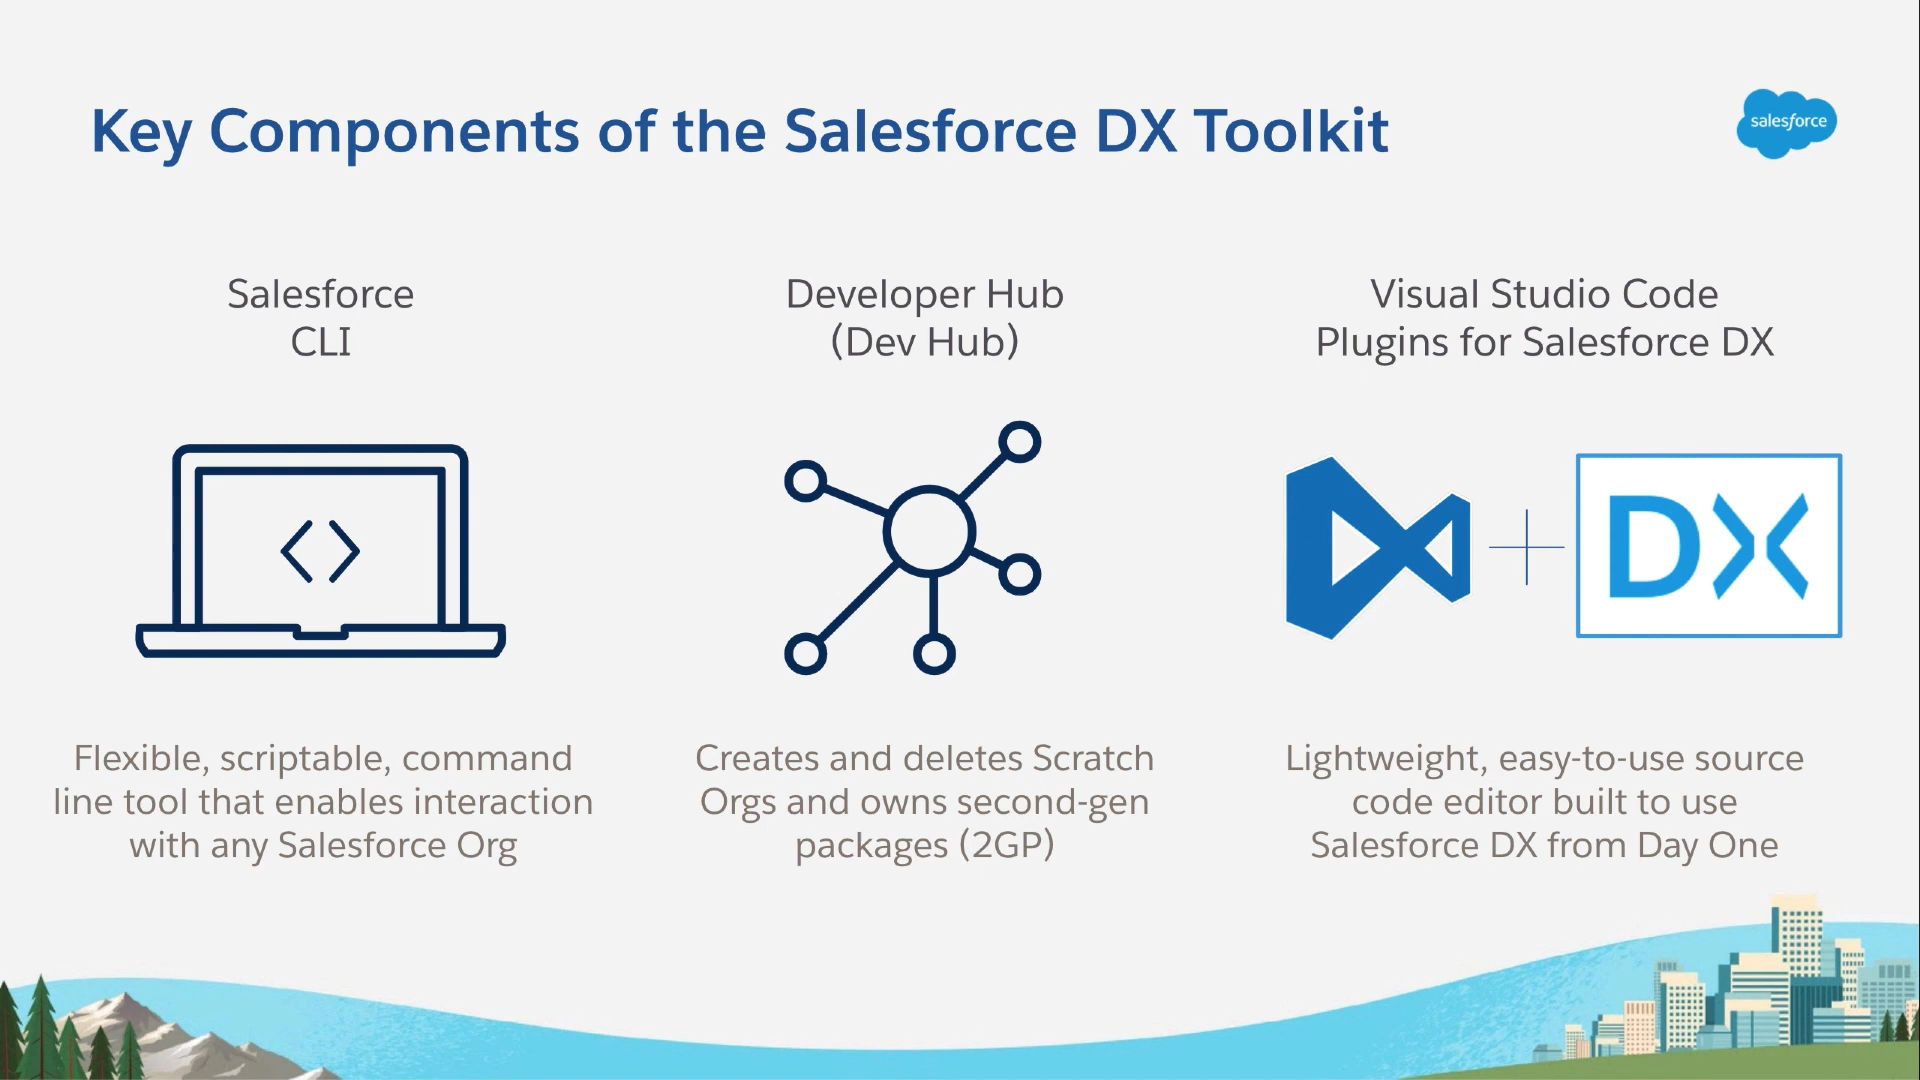 Key Components of the Salesforce DX Toolkit
salesforce
Salesforce
CLI
Flexible, scriptable, command
line tool that enables interaction
with any Salesforce Org
Developer Hub
(Dev Hub)
Creates and deletes Scratch
Orgs and owns second-gen
packages (2GP)
Visual Studio Code
Plugins for Salesforce DX
DX
Lightweight, easy-to-use source
code editor built to use
Salesforce DX from Day One